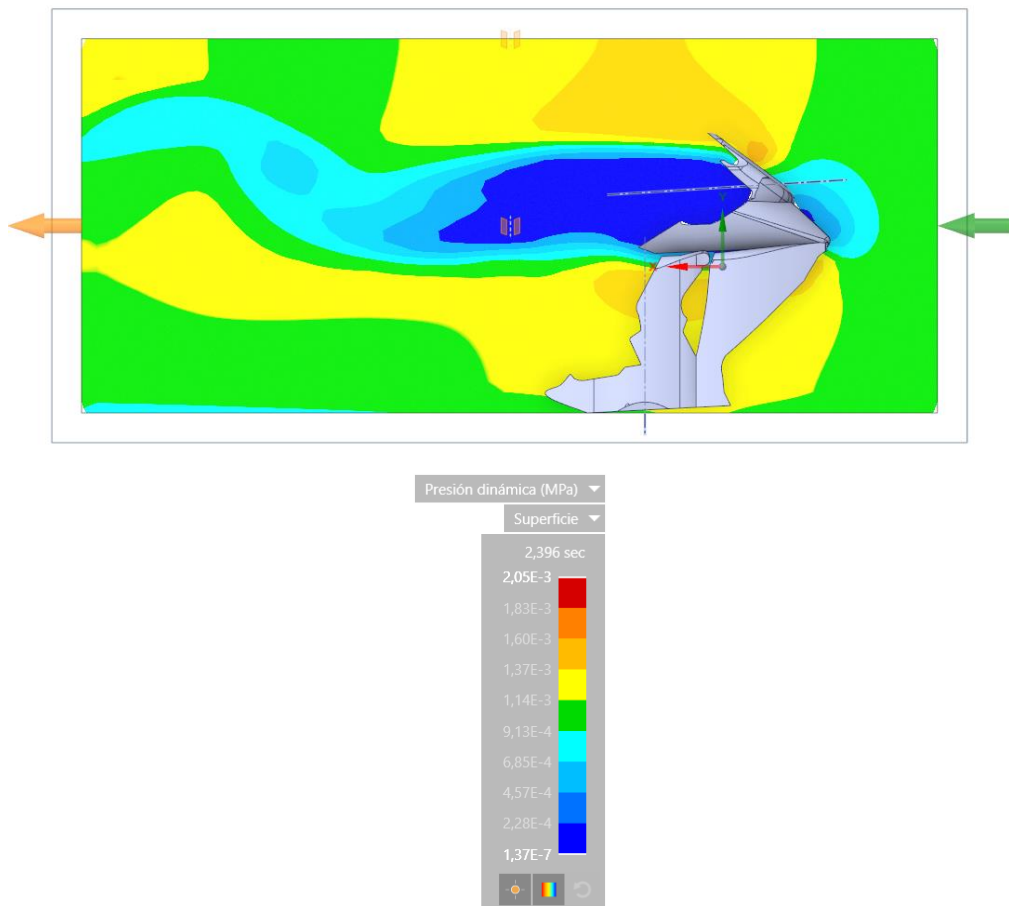 Y
X
Presión dinámica (MPa)
Superficie
2,396 sec
2,05E-3
1,83E-3
1,60E-3
1,37E-3
1,14E-3
9,13E-4
6,85E-4
4,57E-4
2,28E-4
1,37E-7